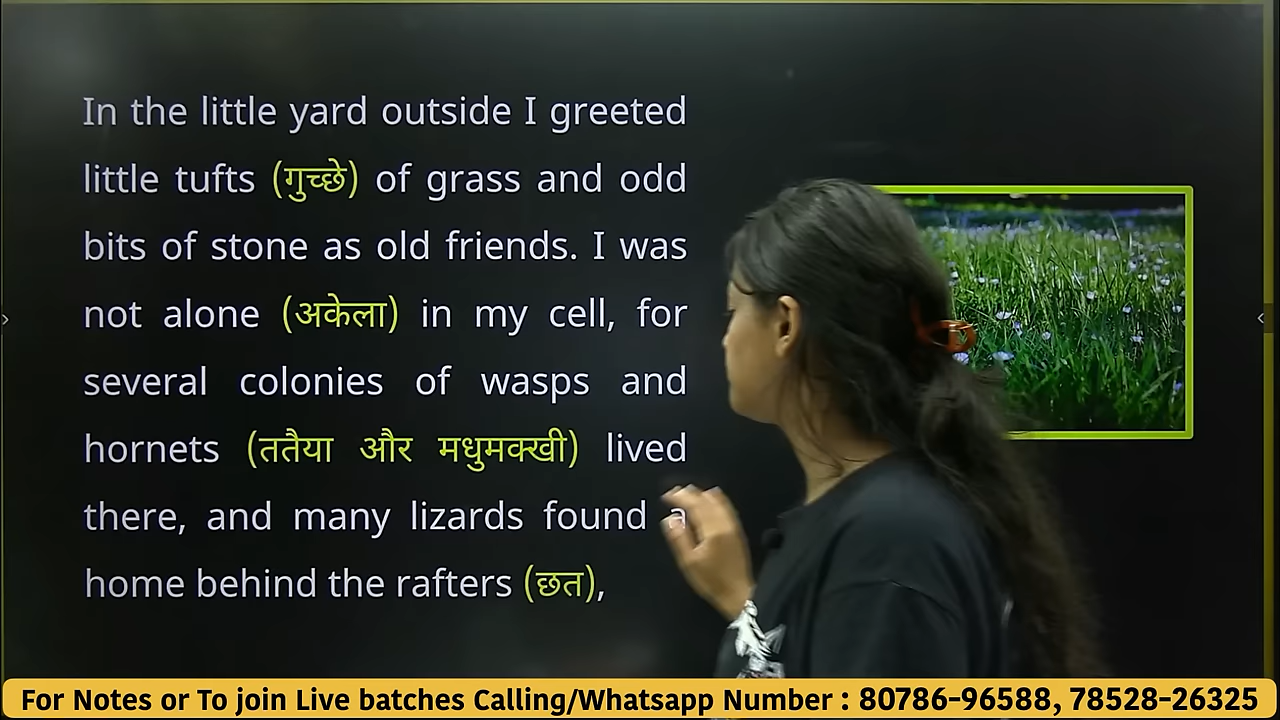 In the little yard outside I greeted
little tufts (गुच्छे) of grass and odd
bits of stone as old friends. I was
not alone (अकेला) in my cell, for
several colonies of wasps and
hornets (ततैया और मधुमक्खी) lived
there, and many lizards found a
home behind the rafters (छत),
For Notes or To join Live batches Calling/Whatsapp Number : 80786-96588, 78528-26325